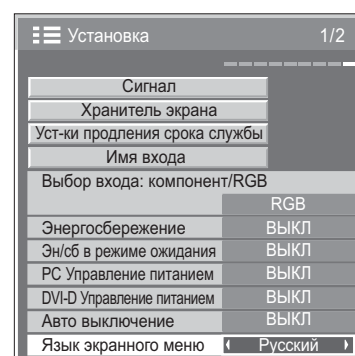 Установка 1/2
Сигнал
Хранитель экрана
Уст-ки продления срока службы
Имя входа
Выбор входа: компонент/RGB
RGB
Энергосбережение ВЫКЛ
Эн/сб в режиме ожидания ВЫКЛ
PC Управление питанием ВЫКЛ
DVI-D Управление питанием ВЫКЛ
Авто выключение ВЫКЛ
Язык экранного меню Русский